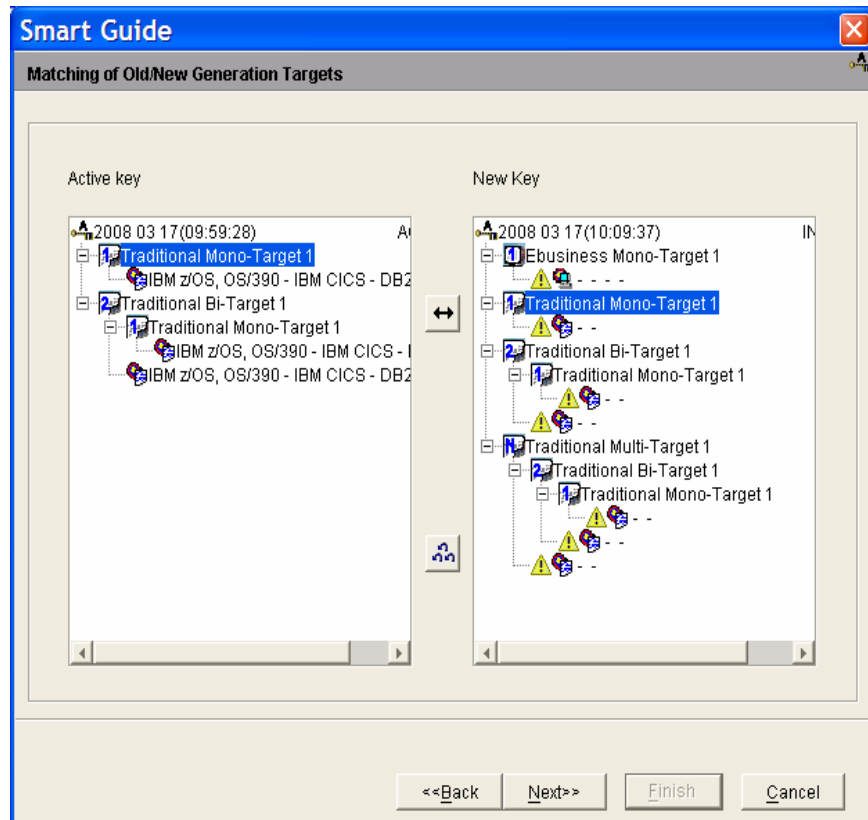 Smart Guide
Matching of Old/New Generation Targets
Active key
2008 03 17(09:59:28)
Traditional Mono-Target 1
IBM z/OS, OS/390 - IBM CICS - DB2
Traditional Bi-Target 1
Traditional Mono-Target 1
IBM z/OS, OS/390 - IBM CICS -
IBM z/OS, OS/390 - IBM CICS - DB2
New Key
2008 03 17(10:09:37) IN
Ebusiness Mono-Target 1
- - - -
Traditional Mono-Target 1
- -
Traditional Bi-Target 1
Traditional Mono-Target 1
- -
- -
Traditional Multi-Target 1
Traditional Bi-Target 1
Traditional Mono-Target 1
- -
- -
- -
<<Back Next>> Finish Cancel